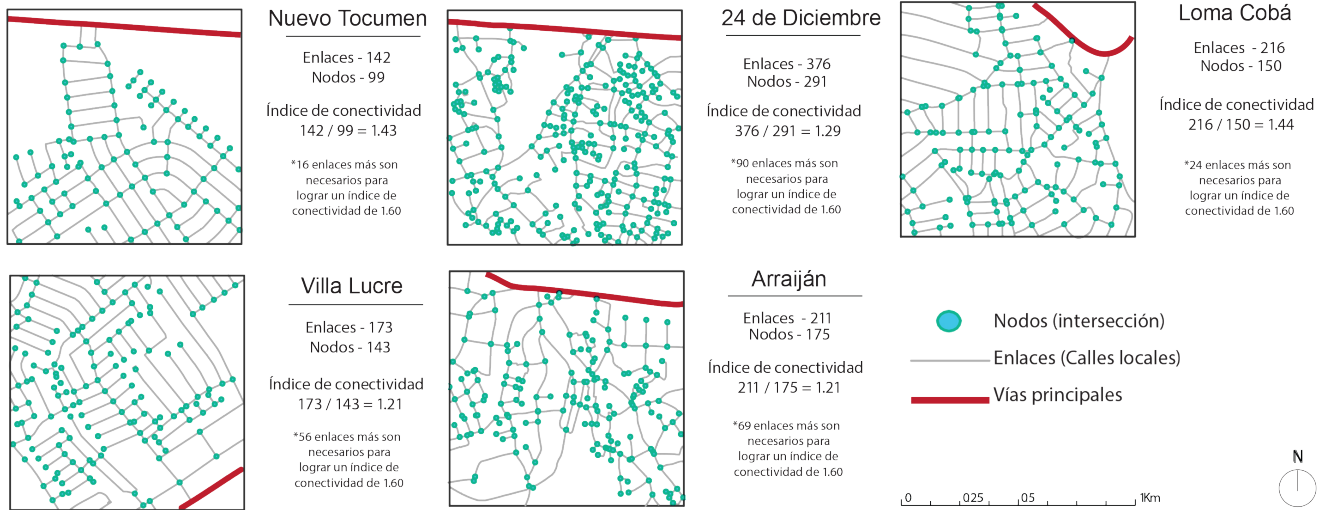 Nuevo Tocumen
Enlaces - 142
Nodos - 99
Índice de conectividad
142 / 99 = 1.43
*16 enlaces más son
necesarios para
lograr un índice de
conectividad de 1.60
24 de Diciembre
Enlaces - 376
Nodos - 291
Índice de conectividad
376 / 291 = 1.29
*90 enlaces más son
necesarios para
lograr un índice de
conectividad de 1.60
Loma Cobá
Enlaces - 216
Nodos - 150
Índice de conectividad
216 / 150 = 1.44
*24 enlaces más son
necesarios para
lograr un índice de
conectividad de 1.60
Villa Lucre
Enlaces - 173
Nodos - 143
Índice de conectividad
173 / 143 = 1.21
*56 enlaces más son
necesarios para
lograr un índice de
conectividad de 1.60
Arraiján
Enlaces - 211
Nodos - 175
Índice de conectividad
211 / 175 = 1.21
*69 enlaces más son
necesarios para
lograr un índice de
conectividad de 1.60
Nodos (intersección)
Enlaces (Calles locales)
Vías principales
N
0 025 05 1Km